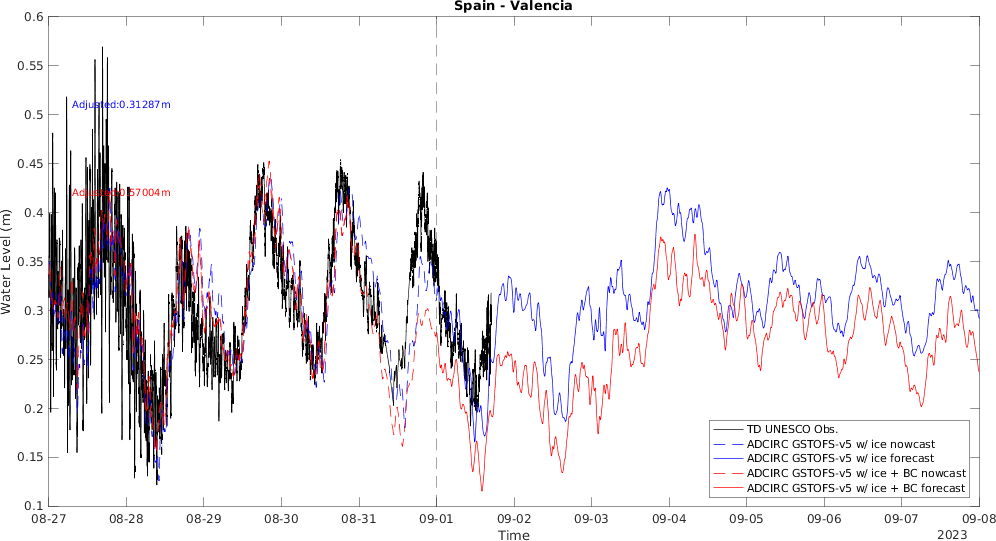 Spain - Valencia
0.6
0.55
0.5
0.45
0.4
0.35
0.3
0.25
0.2
0.15
0.1
Water Level (m)
Adjusted:0.31287m
Adjusted:0.57004m
TD UNESCO Obs.
ADCIRC GSTOFS-v5 w/ ice nowcast
ADCIRC GSTOFS-v5 w/ ice forecast
ADCIRC GSTOFS-v5 w/ ice + BC nowcast
ADCIRC GSTOFS-v5 w/ ice + BC forecast
08-27 08-28 08-29 08-30 08-31 09-01 09-02 09-03 09-04 09-05 09-06 09-07 09-08
Time
2023